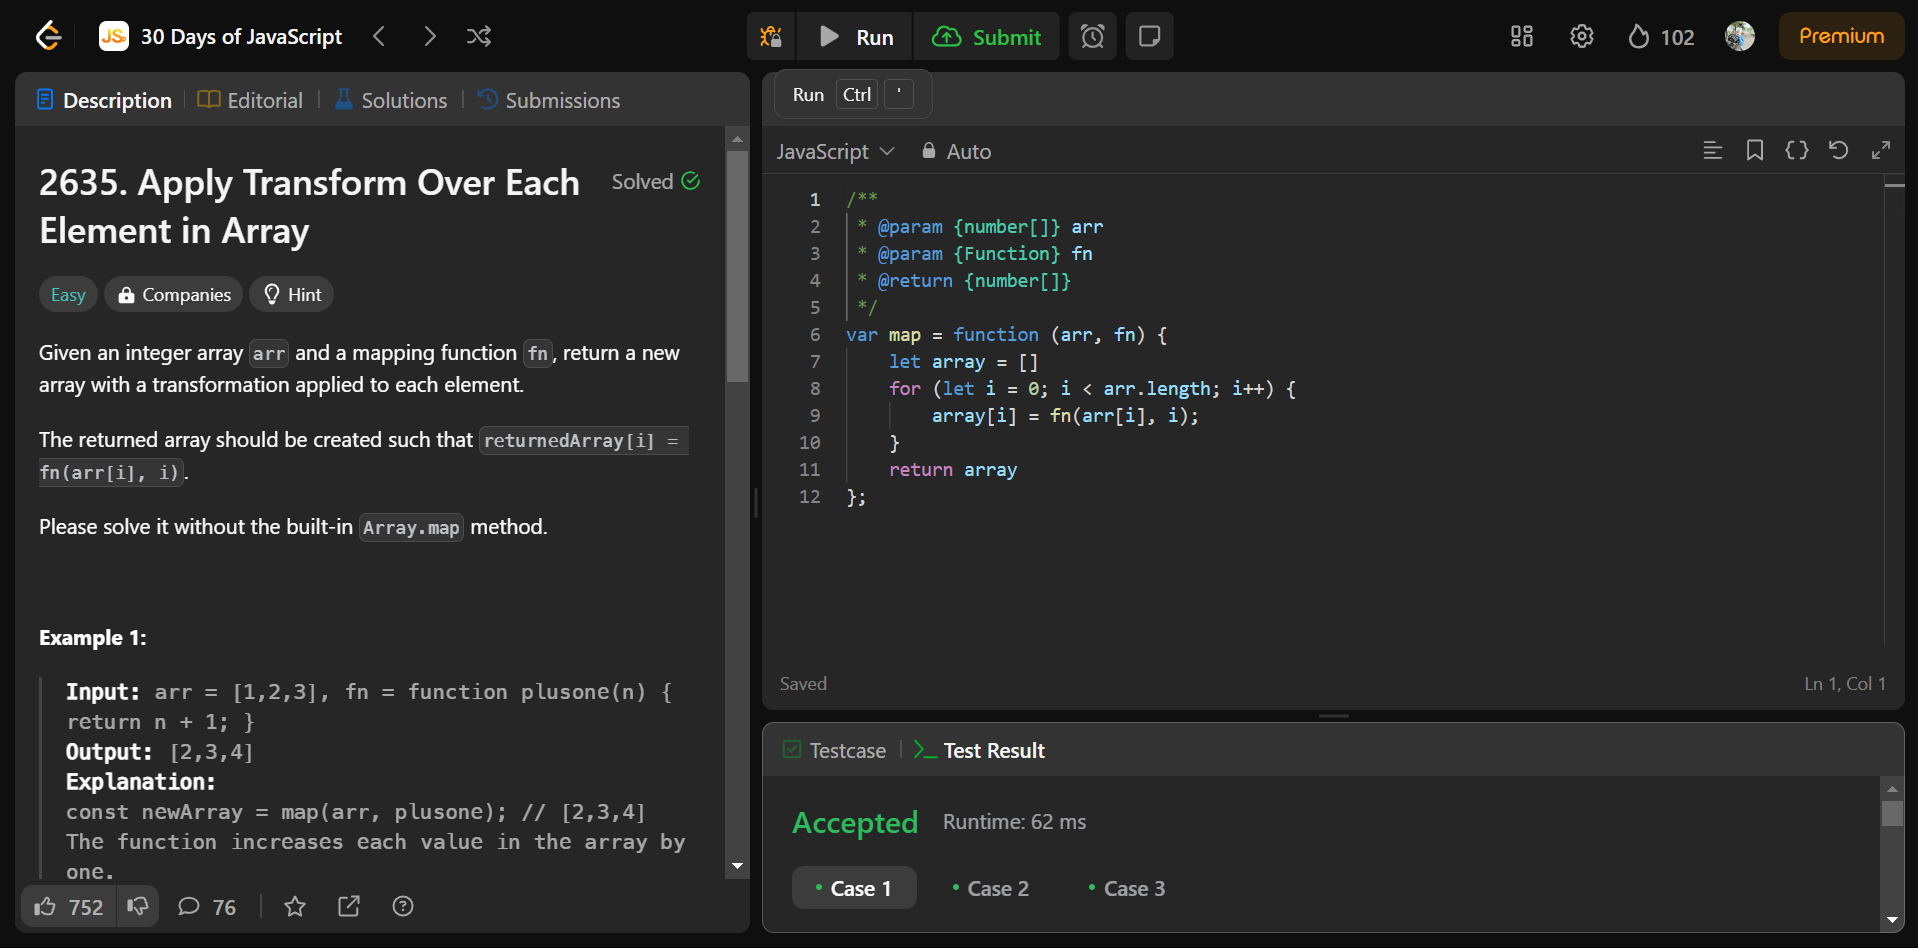 JS 30 Days of JavaScript
Run
Submit
102
Premium
Description
Editorial
Solutions
Submissions
2635. Apply Transform Over Each
Element in Array
Solved
Easy
Companies
Hint
Given an integer array arr and a mapping function fn, return a new
array with a transformation applied to each element.
The returned array should be created such that returnedArray[i] =
fn(arr[i], i).
Please solve it without the built-in Array.map method.
Example 1:
Input: arr = [1,2,3], fn = function plusone(n) {
return n + 1; }
Output: [2,3,4]
Explanation:
const newArray = map(arr, plusone); // [2,3,4]
The function increases each value in the array by
one.
752
76
Run Ctrl '
JavaScript
Auto
1 /**
2 * @param {number[]} arr
3 * @param {Function} fn
4 * @return {number[]}
5 */
6 var map = function (arr, fn) {
7 let array = []
8 for (let i = 0; i < arr.length; i++) {
9 array[i] = fn(arr[i], i);
10 }
11 return array
12 };
Saved
Ln 1, Col 1
Testcase
Test Result
Accepted Runtime: 62 ms
Case 1
Case 2
Case 3